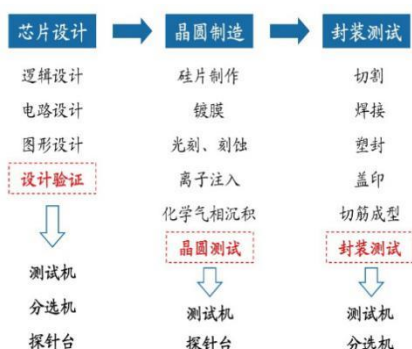 芯片设计
逻辑设计
电路设计
图形设计
设计验证
测试机
分选机
探针台
晶圆制造
硅片制作
镀膜
光刻、刻蚀
离子注入
化学气相沉积
晶圆测试
测试机
探针台
封装测试
切割
焊接
塑封
盖印
切筋成型
封装测试
测试机
分选机